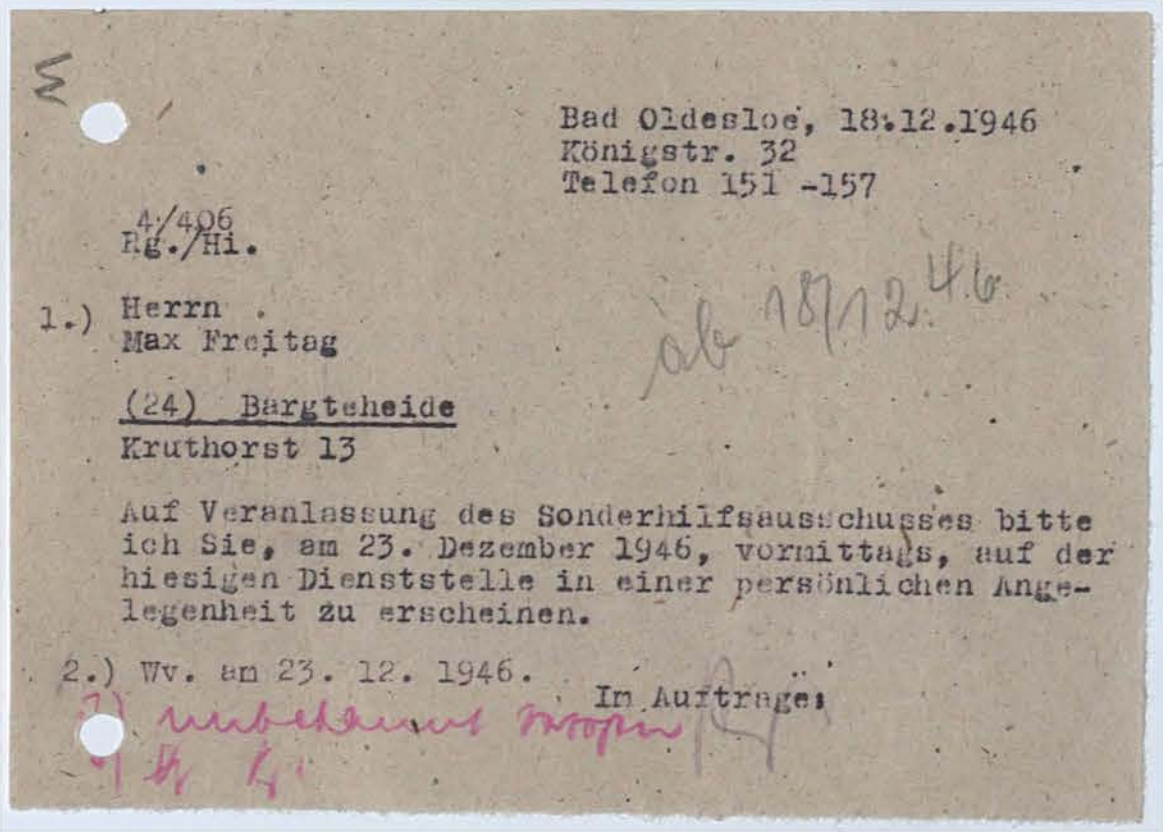 Bad Oldesloe, 18.12.1946
Königstr. 32
Telefon 151 -157
4/406
Rg./Hi.
ab 18/12.46
1.) Herrn
Max Freitag
(24) Bargteheide
Kruthorst 13
Auf Veranlassung des Sonderhilfsausschusses bitte
ich Sie, am 23. Dezember 1946, vormittags, auf der
hiesigen Dienststelle in einer persönlichen Ange-
legenheit zu erscheinen.
2.) Wv. am 23. 12. 1946.
Im Auftrage:
unbekannt